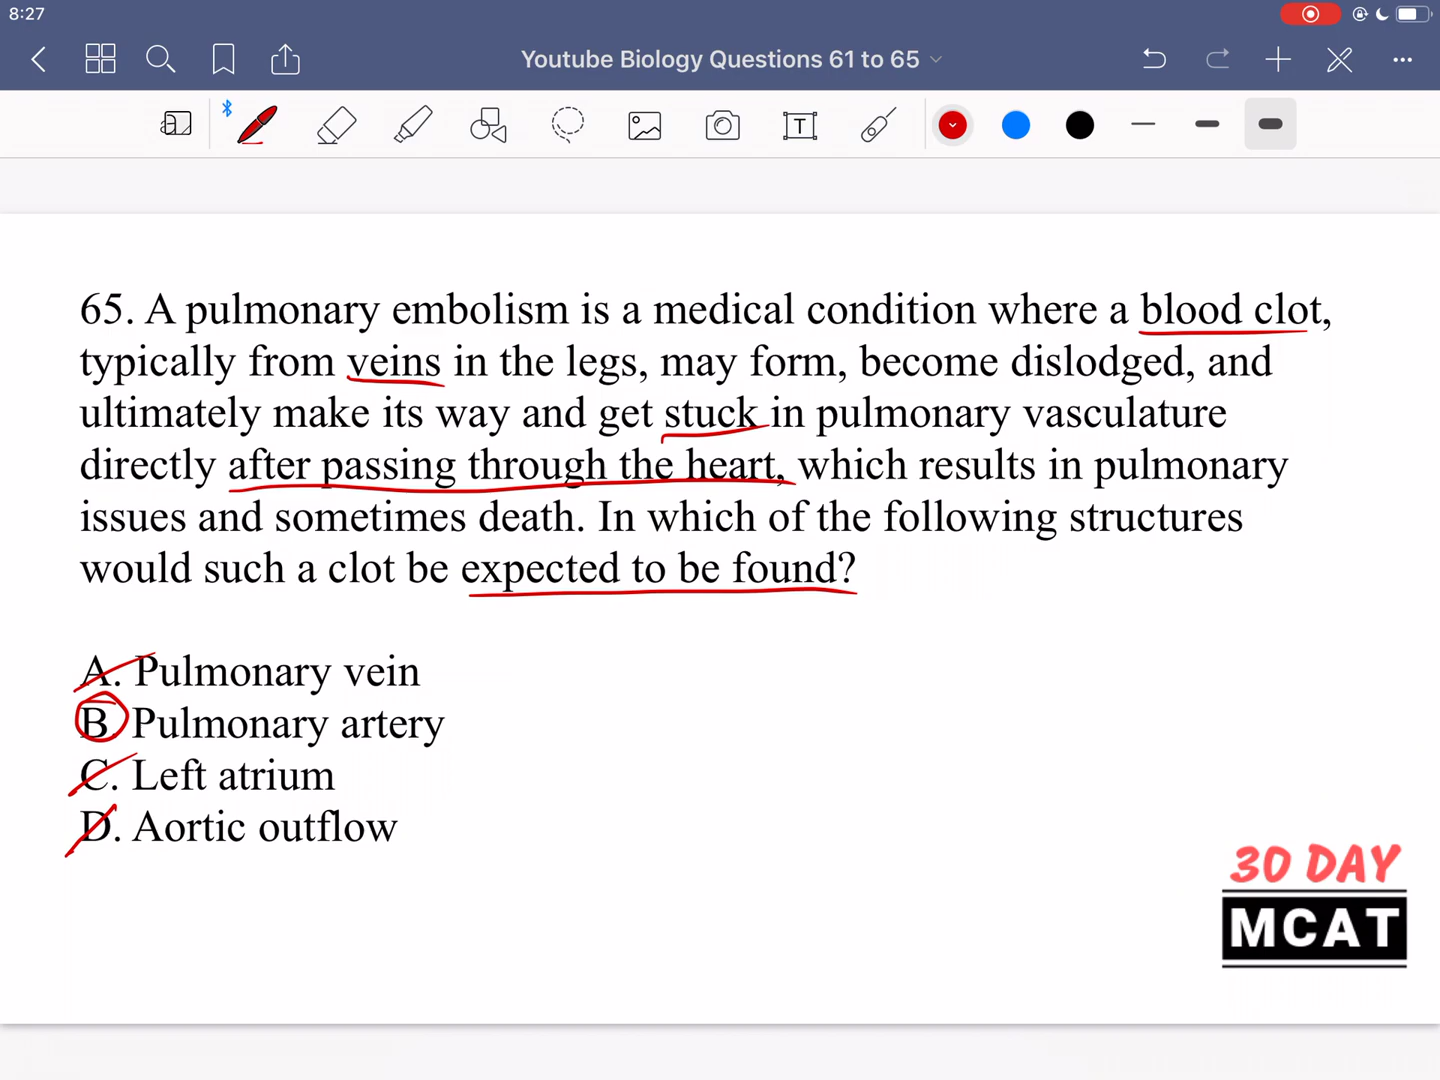 8:27
Youtube Biology Questions 61 to 65
65. A pulmonary embolism is a medical condition where a blood clot,
typically from veins in the legs, may form, become dislodged, and
ultimately make its way and get stuck in pulmonary vasculature
directly after passing through the heart, which results in pulmonary
issues and sometimes death. In which of the following structures
would such a clot be expected to be found?
A. Pulmonary vein
B. Pulmonary artery
C. Left atrium
D. Aortic outflow
30 DAY
MCAT